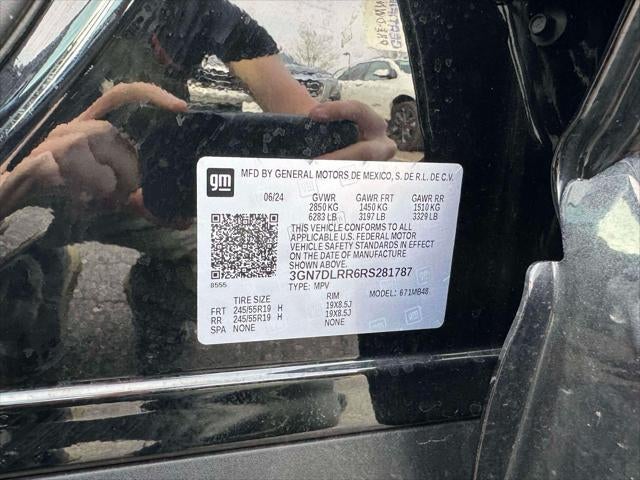 gm
MFD BY GENERAL MOTORS DE MEXICO, S. DE R.L. DE C.V.
06/24 GVWR GAWR FRT GAWR RR
2850 KG 1450 KG 1510 KG
6283 LB 3197 LB 3329 LB
THIS VEHICLE CONFORMS TO ALL
APPLICABLE U.S. FEDERAL MOTOR
VEHICLE SAFETY STANDARDS IN EFFECT
ON THE DATE OF MANUFACTURE
SHOWN ABOVE.
3GN7DLRR6RS281787
8555
TYPE: MPV
MODEL: 671MB48
TIRE SIZE RIM
FRT 245/55R19 H 19X8.5J
RR 245/55R19 H 19X8.5J
SPA NONE NONE